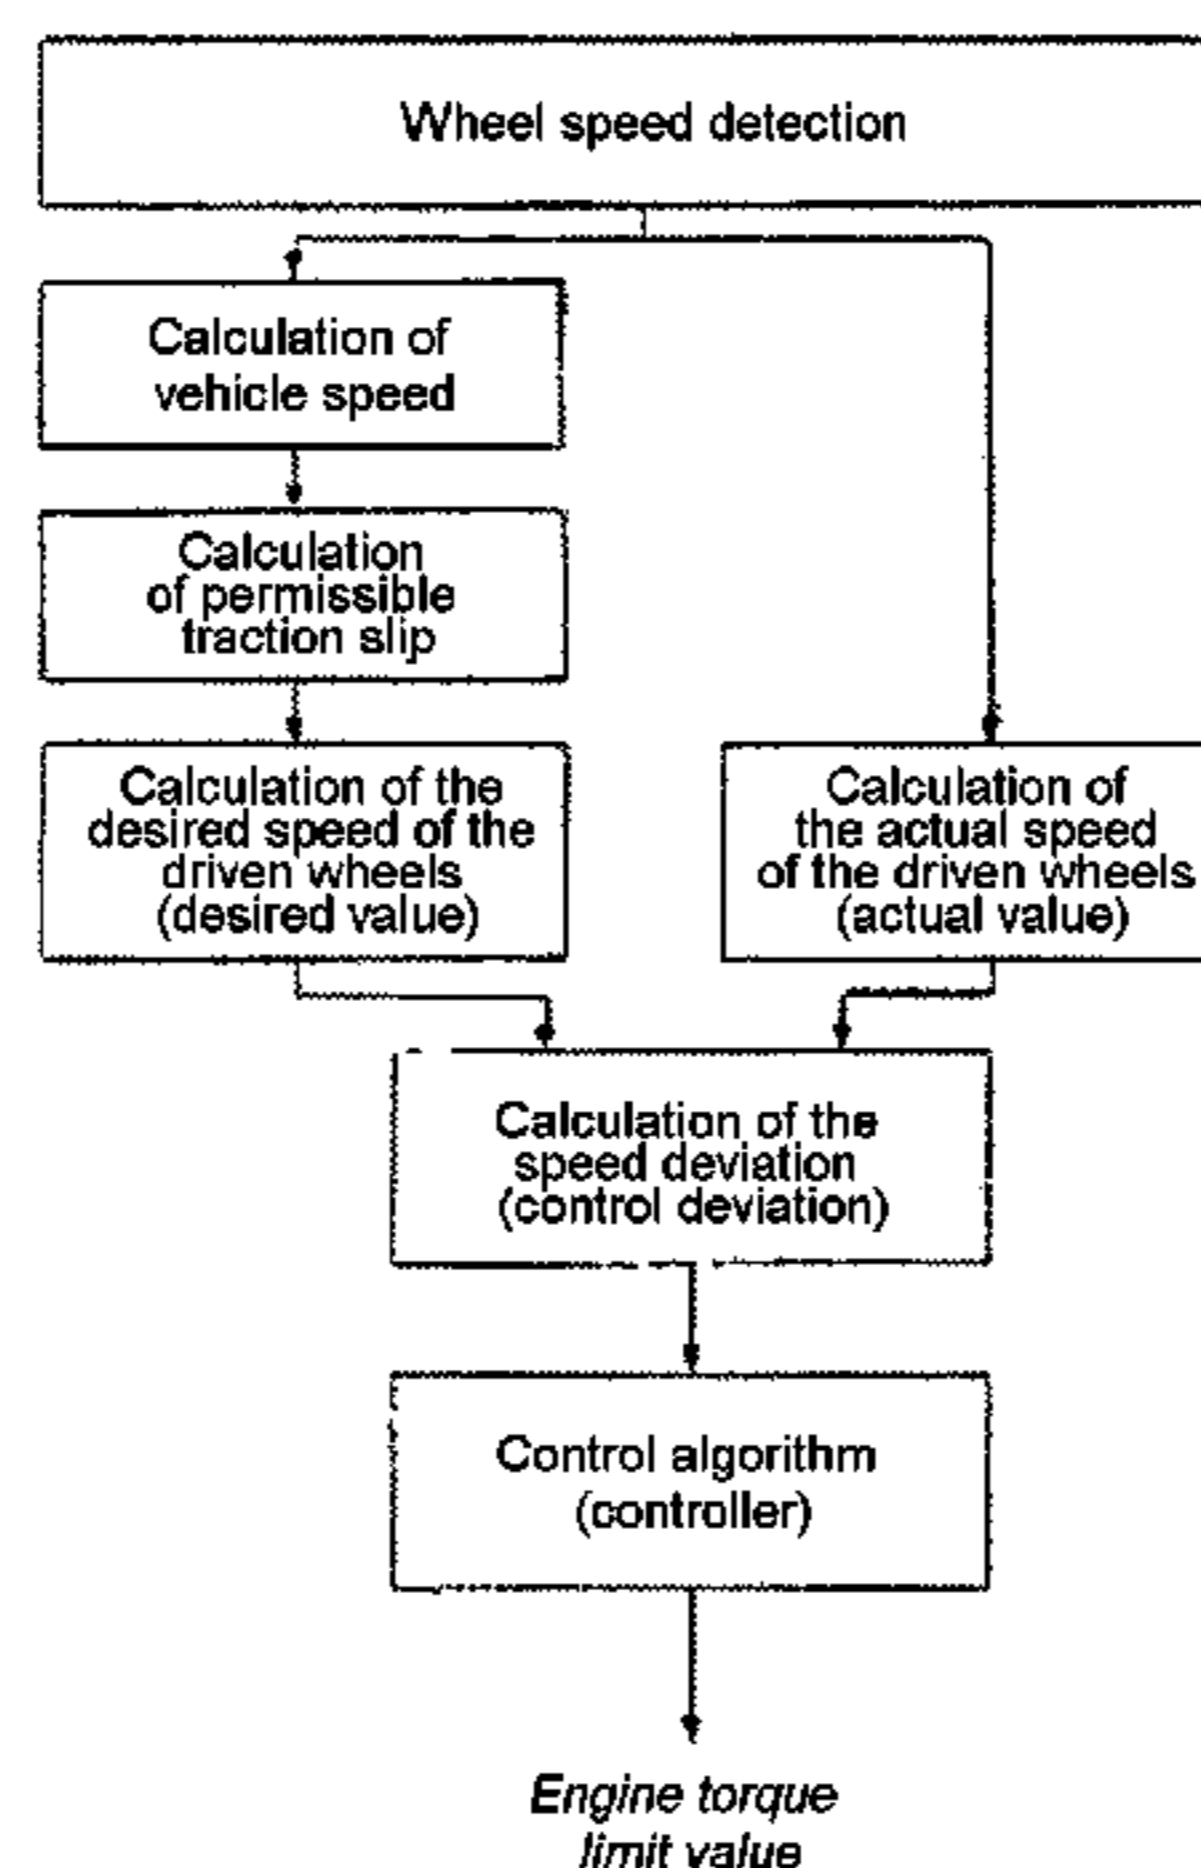 Wheel speed detection
Calculation of
vehicle speed
Calculation
of permissible
traction slip
Calculation of the
desired speed of the
driven wheels
(desired value)
Calculation of
the actual speed
of the driven wheels
(actual value)
Calculation of the
speed deviation
(control deviation)
Control algorithm
(controller)
Engine torque
limit value